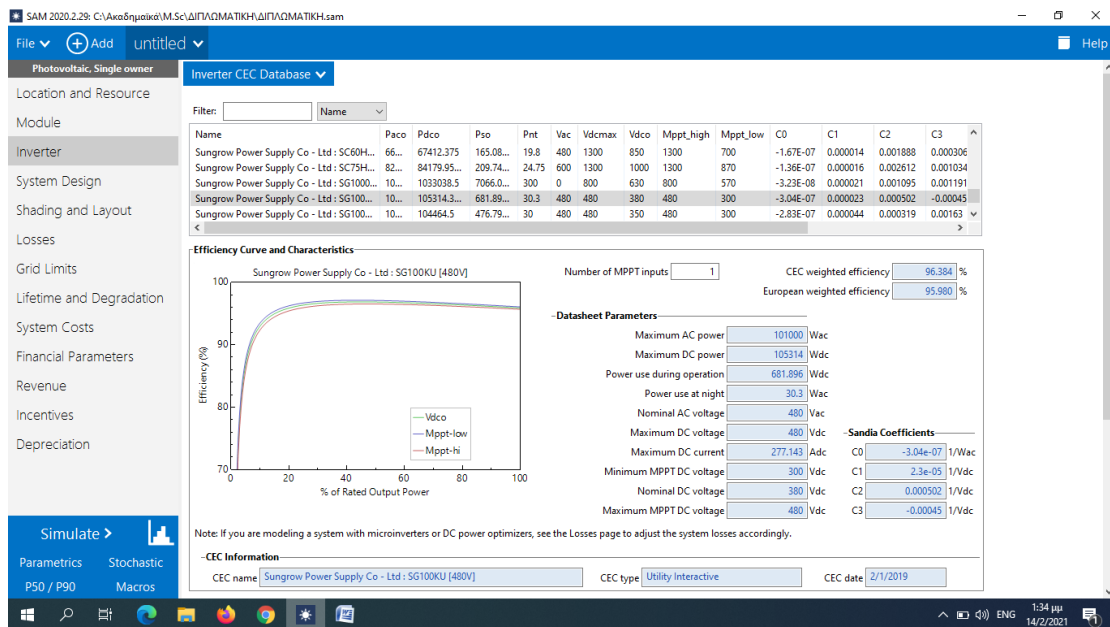 SAM 2020.2.29: C:\Ακαδημαϊκά\M.Sc\ΔΙΠΛΩΜΑΤΙΚΗ\ΔΙΠΛΩΜΑΤΙΚΗ.sam
File Add untitled Help
Photovoltaic, Single owner
Location and Resource
Module
Inverter
System Design
Shading and Layout
Losses
Grid Limits
Lifetime and Degradation
System Costs
Financial Parameters
Revenue
Incentives
Depreciation
Simulate >
Parametrics Stochastic
P50 / P90 Macros
Inverter CEC Database
Filter: Name
Name Paco Pdco Pso Pnt Vac Vdcmax Vdco Mppt_high Mppt_low C0 C1 C2 C3
Sungrow Power Supply Co - Ltd : SC60H... 66... 67412.375 165.08... 19.8 480 1300 850 1300 700 -1.67E-07 0.000014 0.001888 0.000306
Sungrow Power Supply Co - Ltd : SC75H... 82... 84179.95... 209.74... 24.75 600 1300 1000 1300 870 -1.36E-07 0.000016 0.002612 0.001034
Sungrow Power Supply Co - Ltd : SG1000... 10... 1033038.5 7066.0... 300 0 800 630 800 570 -3.23E-08 0.000021 0.001095 0.001191
Sungrow Power Supply Co - Ltd : SG100... 10... 105314.3... 681.89... 30.3 480 480 380 480 300 -3.04E-07 0.000023 0.000502 -0.00045
Sungrow Power Supply Co - Ltd : SG100... 10... 104464.5 476.79... 30 480 480 350 480 300 -2.83E-07 0.000044 0.000319 0.00163
Efficiency Curve and Characteristics
Sungrow Power Supply Co - Ltd : SG100KU [480V]
100
90
80
70
Efficiency (%)
Vdco
Mppt-low
Mppt-hi
0 20 40 60 80 100
% of Rated Output Power
Number of MPPT inputs 1
CEC weighted efficiency 96.384 %
European weighted efficiency 95.980 %
Datasheet Parameters
Maximum AC power 101000 Wac
Maximum DC power 105314 Wdc
Power use during operation 681.896 Wdc
Power use at night 30.3 Wac
Nominal AC voltage 480 Vac
Maximum DC voltage 480 Vdc
Maximum DC current 277.143 Adc
Minimum MPPT DC voltage 300 Vdc
Nominal DC voltage 380 Vdc
Maximum MPPT DC voltage 480 Vdc
Sandia Coefficients
C0 -3.04e-07 1/Wac
C1 2.3e-05 1/Vdc
C2 0.000502 1/Vdc
C3 -0.00045 1/Vdc
Note: If you are modeling a system with microinverters or DC power optimizers, see the Losses page to adjust the system losses accordingly.
CEC Information
CEC name Sungrow Power Supply Co - Ltd : SG100KU [480V] CEC type Utility Interactive CEC date 2/1/2019
ENG 1:34 μμ
14/2/2021